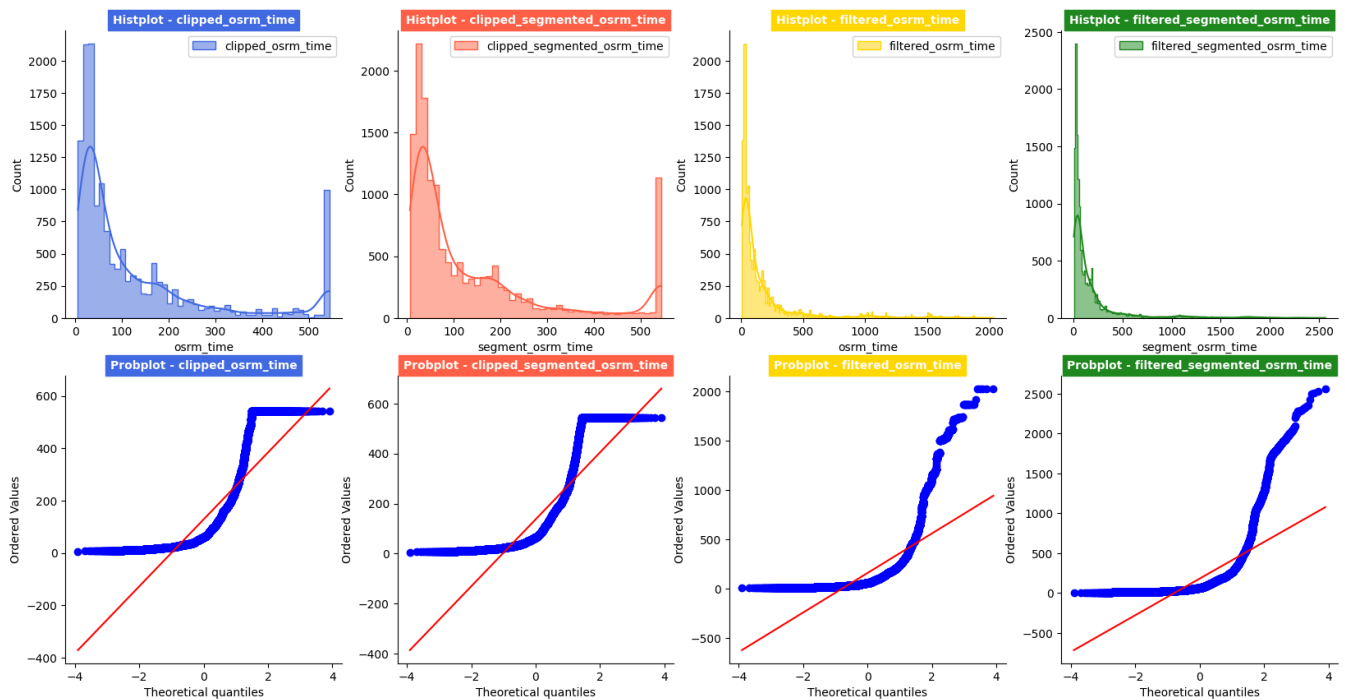 Histplot - clipped_osrm_time
Histplot - clipped_segmented_osrm_time
Histplot - filtered_osrm_time
Histplot - filtered_segmented_osrm_time
clipped_osrm_time
clipped_segmented_osrm_time
filtered_osrm_time
filtered_segmented_osrm_time
Count
2000
1750
1500
1250
1000
750
500
250
0
0 100 200 300 400 500
osrm_time
Count
2000
1500
1000
500
0
0 100 200 300 400 500
segment_osrm_time
Count
2000
1750
1500
1250
1000
750
500
250
0
0 500 1000 1500 2000
osrm_time
Count
2500
2000
1500
1000
500
0
0 500 1000 1500 2000 2500
segment_osrm_time
Probplot - clipped_osrm_time
Probplot - clipped_segmented_osrm_time
Probplot - filtered_osrm_time
Probplot - filtered_segmented_osrm_time
Ordered Values
600
400
200
0
−200
−400
−4 −2 0 2 4
Theoretical quantiles
Ordered Values
600
400
200
0
−200
−400
−4 −2 0 2 4
Theoretical quantiles
Ordered Values
2000
1500
1000
500
0
−500
−4 −2 0 2 4
Theoretical quantiles
Ordered Values
2500
2000
1500
1000
500
0
−500
−4 −2 0 2 4
Theoretical quantiles